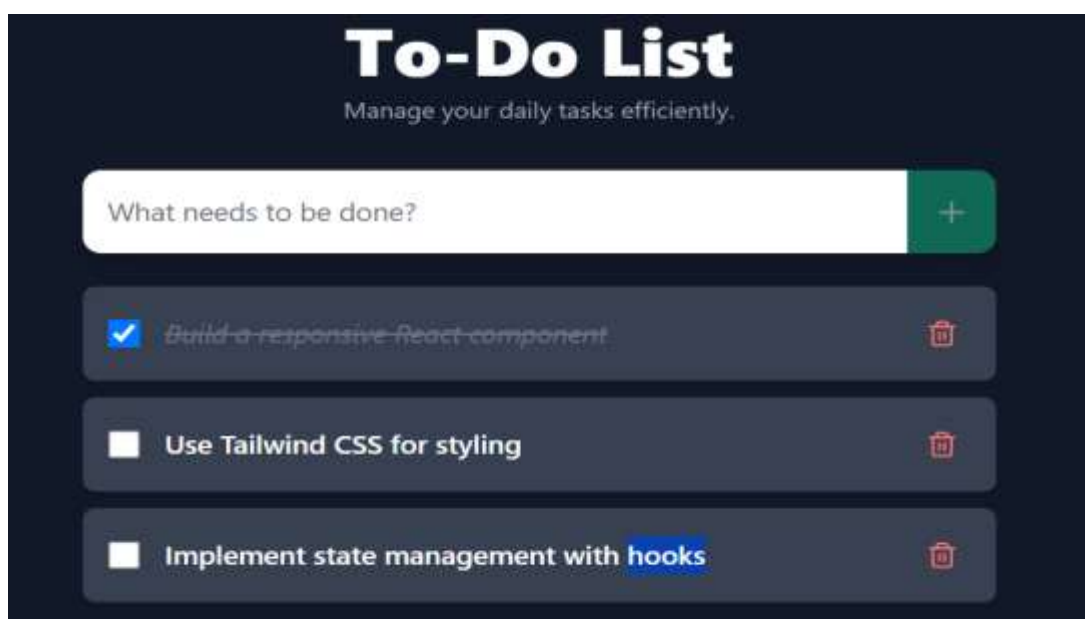 To-Do List
Manage your daily tasks efficiently.
What needs to be done?
+
Build a responsive React component
Use Tailwind CSS for styling
Implement state management with hooks